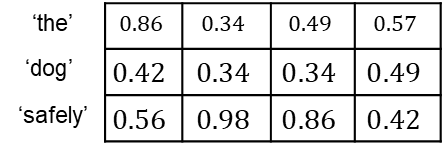 ‘the’ 0.86 0.34 0.49 0.57
‘dog’ 0.42 0.34 0.34 0.49
‘safely’ 0.56 0.98 0.86 0.42